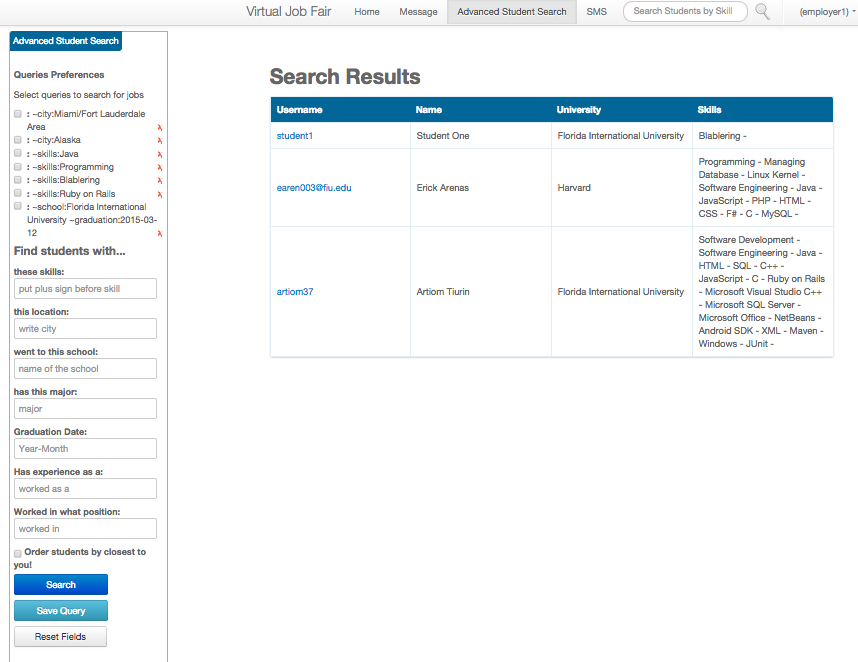 Virtual Job Fair Home Message Advanced Student Search SMS Search Students by Skill (employer1)
Advanced Student Search
Queries Preferences
Select queries to search for jobs
: ~city:Miami/Fort Lauderdale
Area
: ~city:Alaska
: ~skills:Java
: ~skills:Programming
: ~skills:Blablering
: ~skills:Ruby on Rails
: ~school:Florida International
University ~graduation:2015-03-
12
Find students with...
these skills:
put plus sign before skill
this location:
write city
went to this school:
name of the school
has this major:
major
Graduation Date:
Year-Month
Has experience as a:
worked as a
Worked in what position:
worked in
Order students by closest to
you!
Search
Save Query
Reset Fields
Search Results
Username Name University Skills
student1 Student One Florida International University Blablering -
earen003@fiu.edu Erick Arenas Harvard
Programming - Managing
Database - Linux Kernel -
Software Engineering - Java -
JavaScript - PHP - HTML -
CSS - F# - C - MySQL -
artiom37 Artiom Tiurin Florida International University
Software Development -
Software Engineering - Java -
HTML - SQL - C++ -
JavaScript - C - Ruby on Rails
- Microsoft Visual Studio C++
- Microsoft SQL Server -
Microsoft Office - NetBeans -
Android SDK - XML - Maven -
Windows - JUnit -